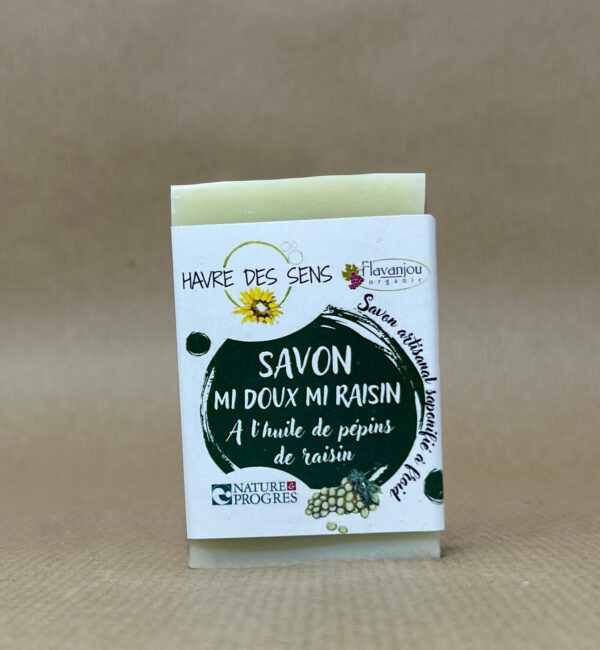 HAVRE DES SENS
Flavanjou
organic
Savon artisanal saponifié à froid
SAVON
MI DOUX MI RAISIN
A l'huile de pépins
de raisin
NATURE &
PROGRES